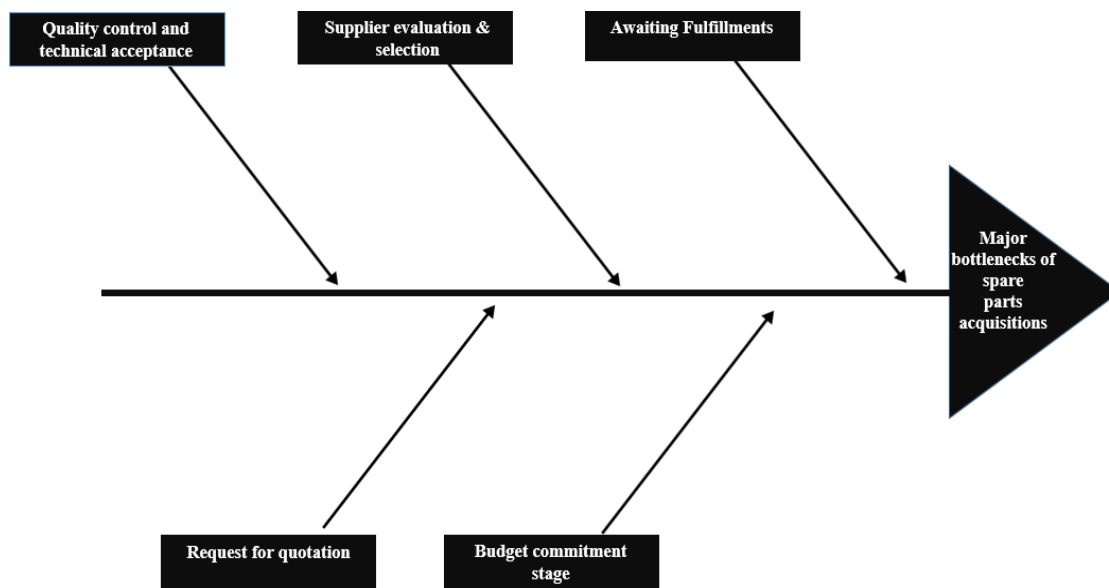 Quality control and
technical acceptance
Supplier evaluation &
selection
Awaiting Fulfillments
Major
bottlenecks of
spare
parts
acquisitions
Request for quotation
Budget commitment
stage